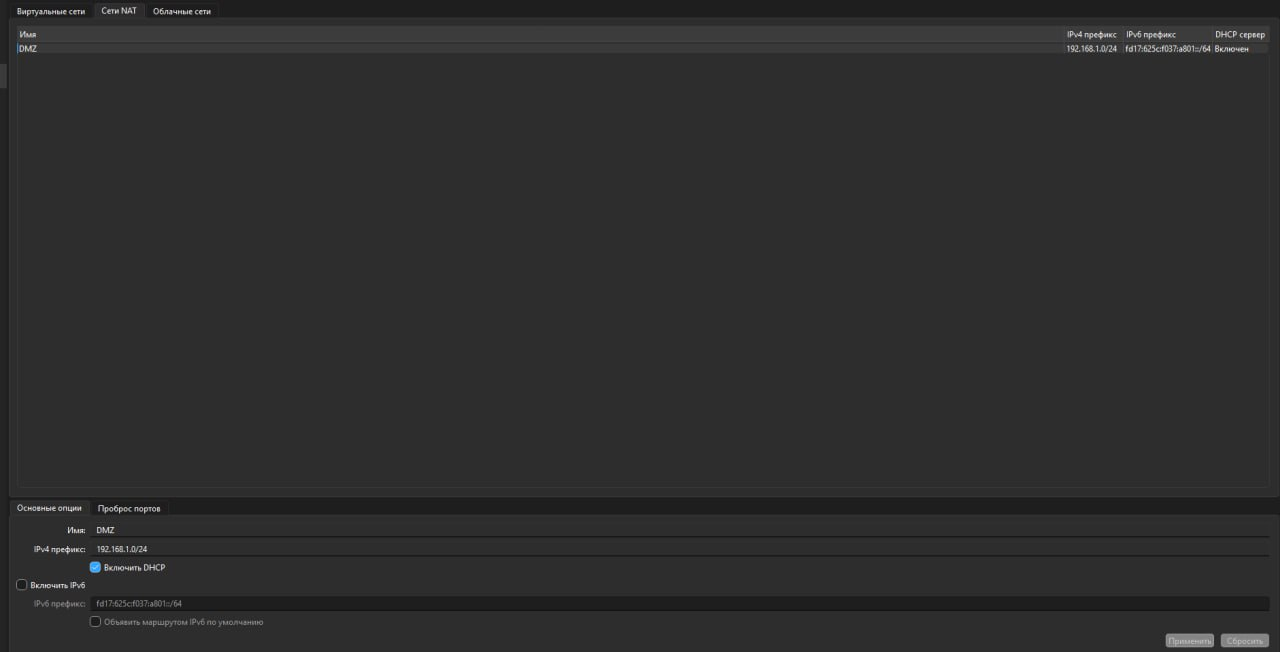 Виртуальные сети Сети NAT Облачные сети
Имя IPv4 префикс IPv6 префикс DHCP сервер
DMZ 192.168.1.0/24 fd17:625c:f037:a801::/64 Включен
Основные опции Проброс портов
Имя: DMZ
IPv4 префикс: 192.168.1.0/24
Включить DHCP
Включить IPv6
IPv6 префикс: fd17:625c:f037:a801::/64
Объявить маршрутом IPv6 по умолчанию
Применить Сбросить